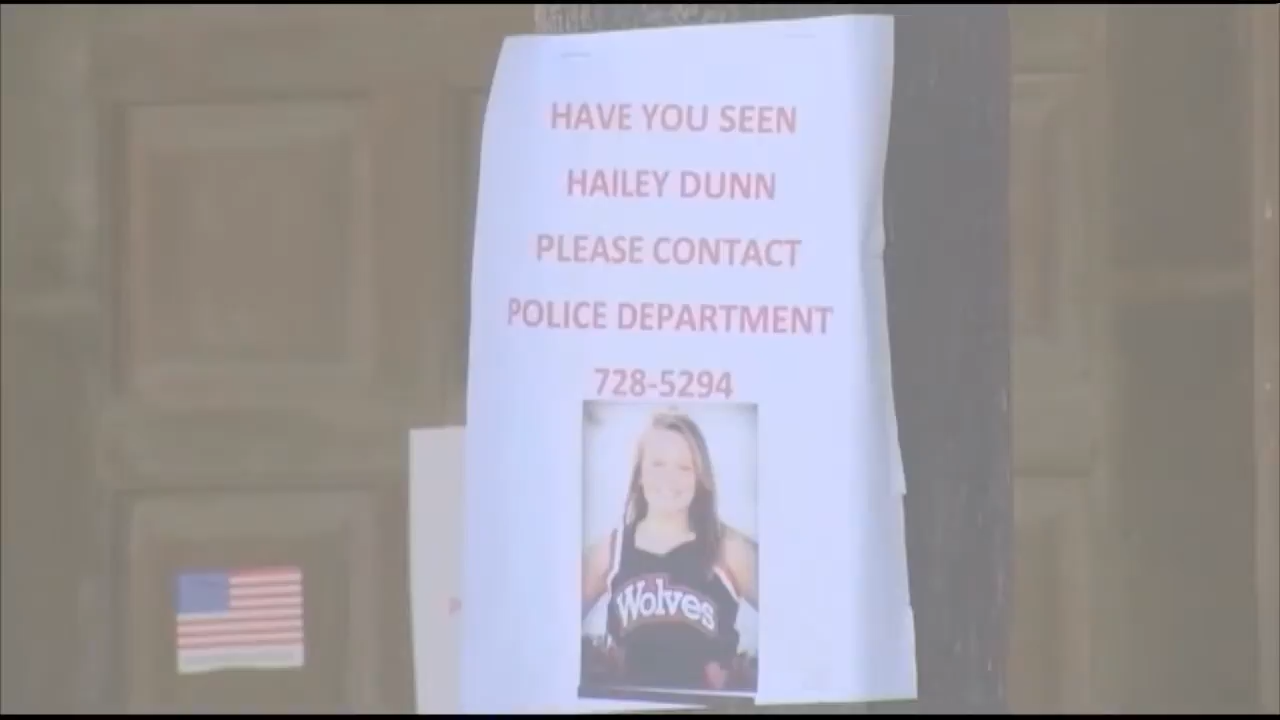 HAVE YOU SEEN
HAILEY DUNN
PLEASE CONTACT
POLICE DEPARTMENT
728-5294
Wolves